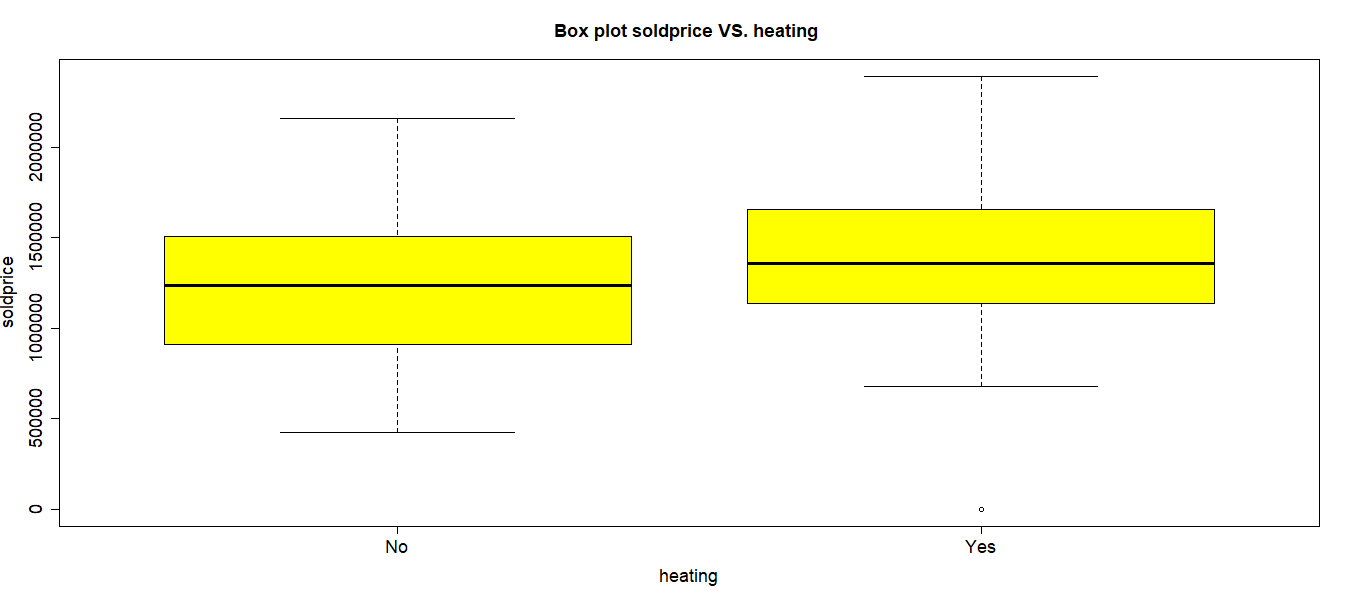 Box plot soldprice VS. heating
soldprice
2000000
1500000
1000000
500000
0
No
Yes
heating